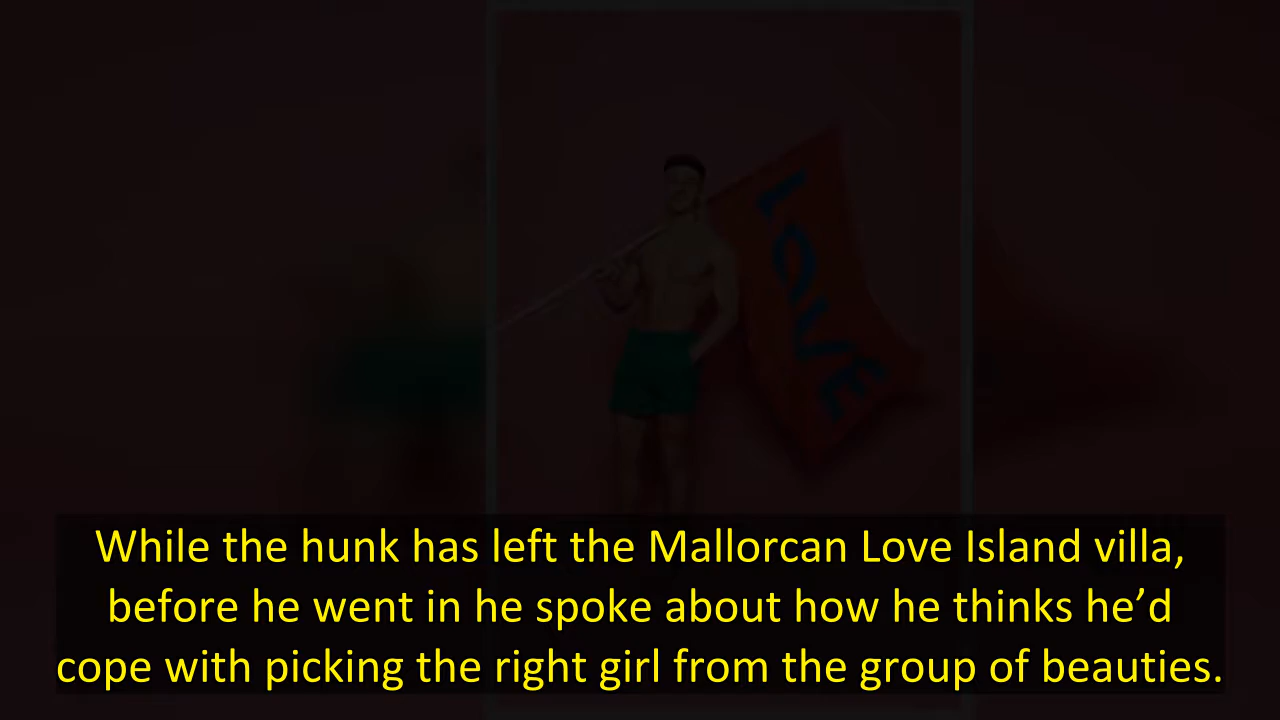 LOVE
While the hunk has left the Mallorcan Love Island villa,
before he went in he spoke about how he thinks he’d
cope with picking the right girl from the group of beauties.